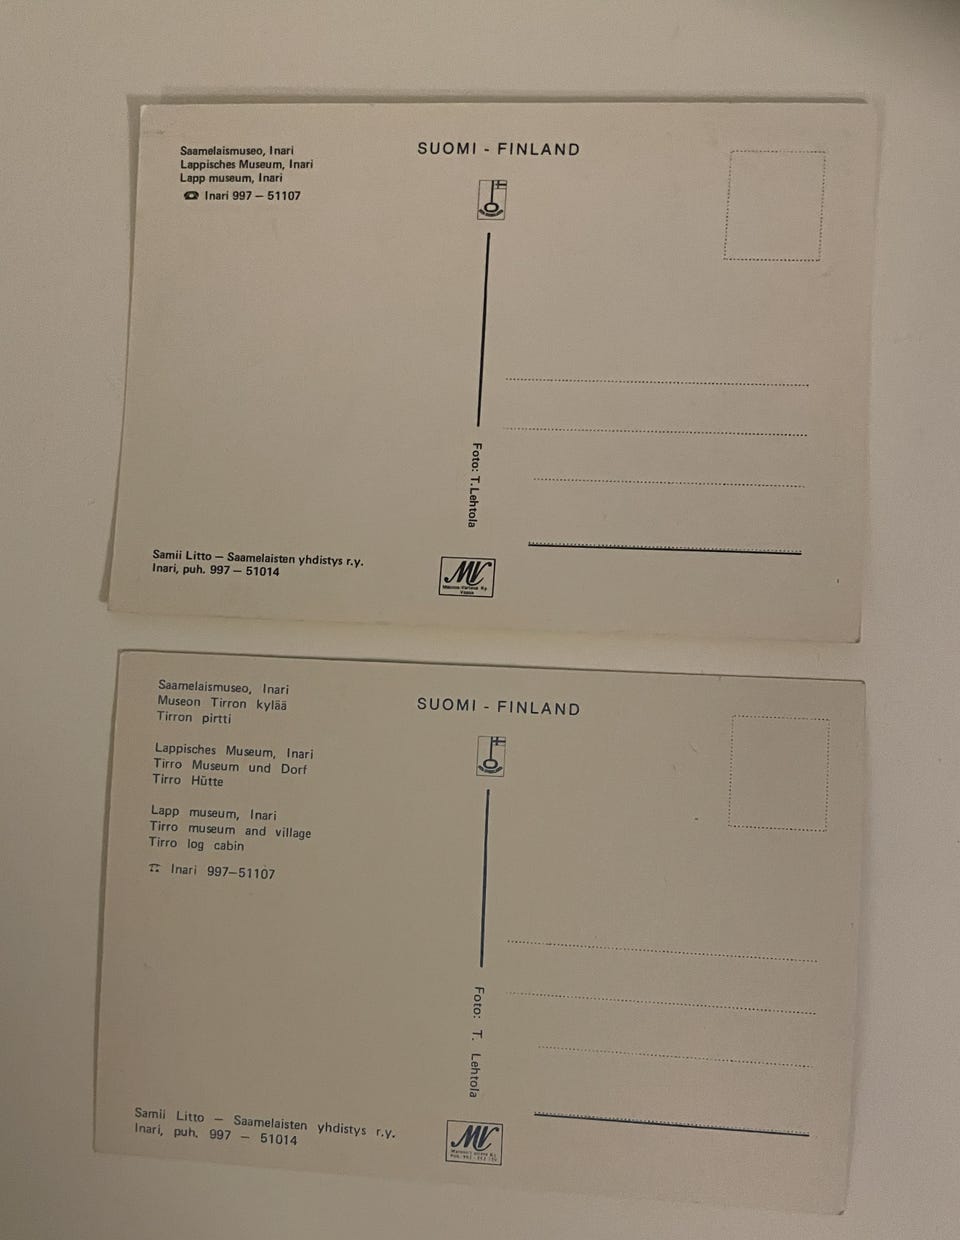 Saamelaismuseo, Inari
Lappisches Museum, Inari
Lapp museum, Inari
☎ Inari 997 – 51107
SUOMI - FINLAND
Foto: T. Lehtola
Samii Litto – Saamelaisten yhdistys r.y.
Inari, puh. 997 – 51014
MV
Vaasa
Saamelaismuseo, Inari
Museon Tirron kylää
Tirron pirtti
Lappisches Museum, Inari
Tirro Museum und Dorf
Tirro Hütte
Lapp museum, Inari
Tirro museum and village
Tirro log cabin
☎ Inari 997–51107
SUOMI - FINLAND
Foto: T. Lehtola
Samii Litto – Saamelaisten yhdistys r.y.
Inari, puh. 997 – 51014
MV